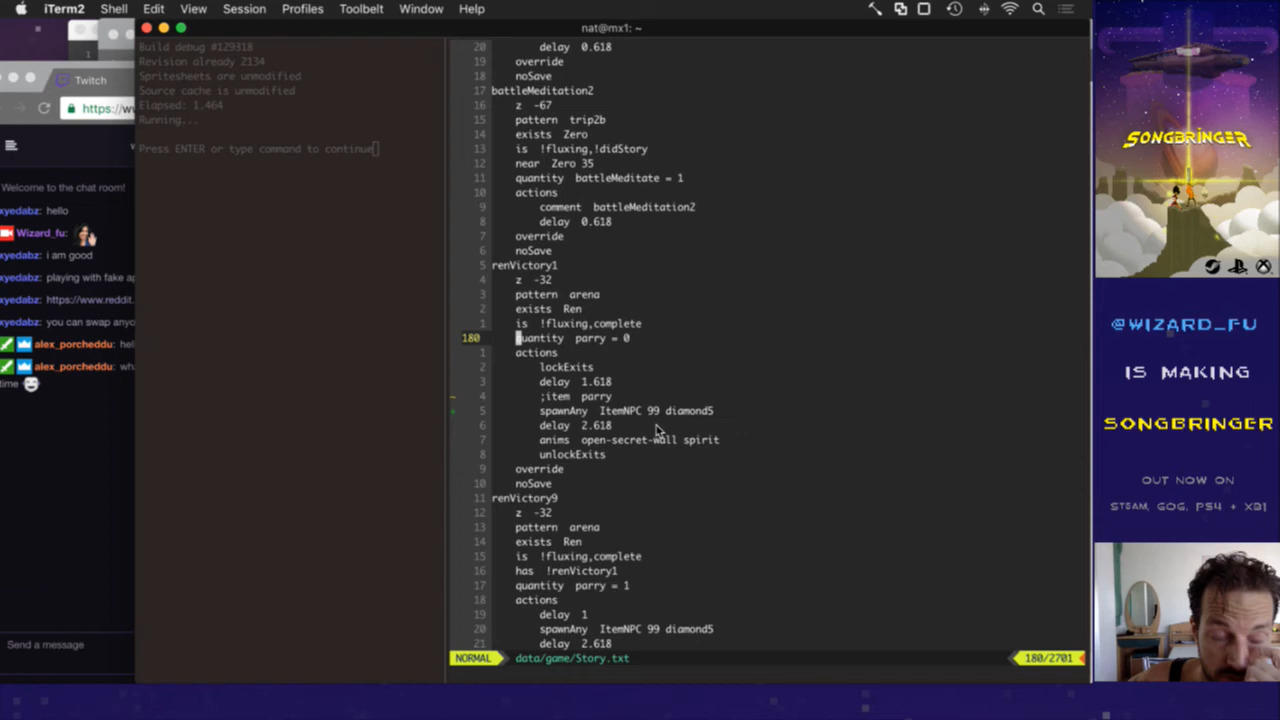 iTerm2 Shell Edit View Session Profiles Toolbelt Window Help
nat@mx1: ~
Twitch
https://ww
Welcome to the chat room!
xyedabz: hello
Wizard_fu:
xyedabz: i am good
xyedabz: playing with fake ap
xyedabz: https://www.reddit.
xyedabz: you can swap anyo
alex_porcheddu: hel
alex_porcheddu: wha
time
Send a message
Build debug #129318
Revision already 2134
Spritesheets are unmodified
Source cache is unmodified
Elapsed: 1.464
Running...
Press ENTER or type command to continue
20 delay 0.618
19 override
18 noSave
17 battleMeditation2
16 z -67
15 pattern trip2b
14 exists Zero
13 is !fluxing,!didStory
12 near Zero 35
11 quantity battleMeditate = 1
10 actions
9 comment battleMeditation2
8 delay 0.618
7 override
6 noSave
5 renVictory1
4 z -32
3 pattern arena
2 exists Ren
1 is !fluxing,complete
180 quantity parry = 0
1 actions
2 lockExits
3 delay 1.618
4 ;item parry
5 spawnAny ItemNPC 99 diamond5
6 delay 2.618
7 anims open-secret-wall spirit
8 unlockExits
9 override
10 noSave
11 renVictory9
12 z -32
13 pattern arena
14 exists Ren
15 is !fluxing,complete
16 has !renVictory1
17 quantity parry = 1
18 actions
19 delay 1
20 spawnAny ItemNPC 99 diamond5
21 delay 2.618
NORMAL data/game/Story.txt 180/2701
SONGBRINGER
@WIZARD_FU
IS MAKING
SONGBRINGER
OUT NOW ON
STEAM, GOG, PS4 + XB1